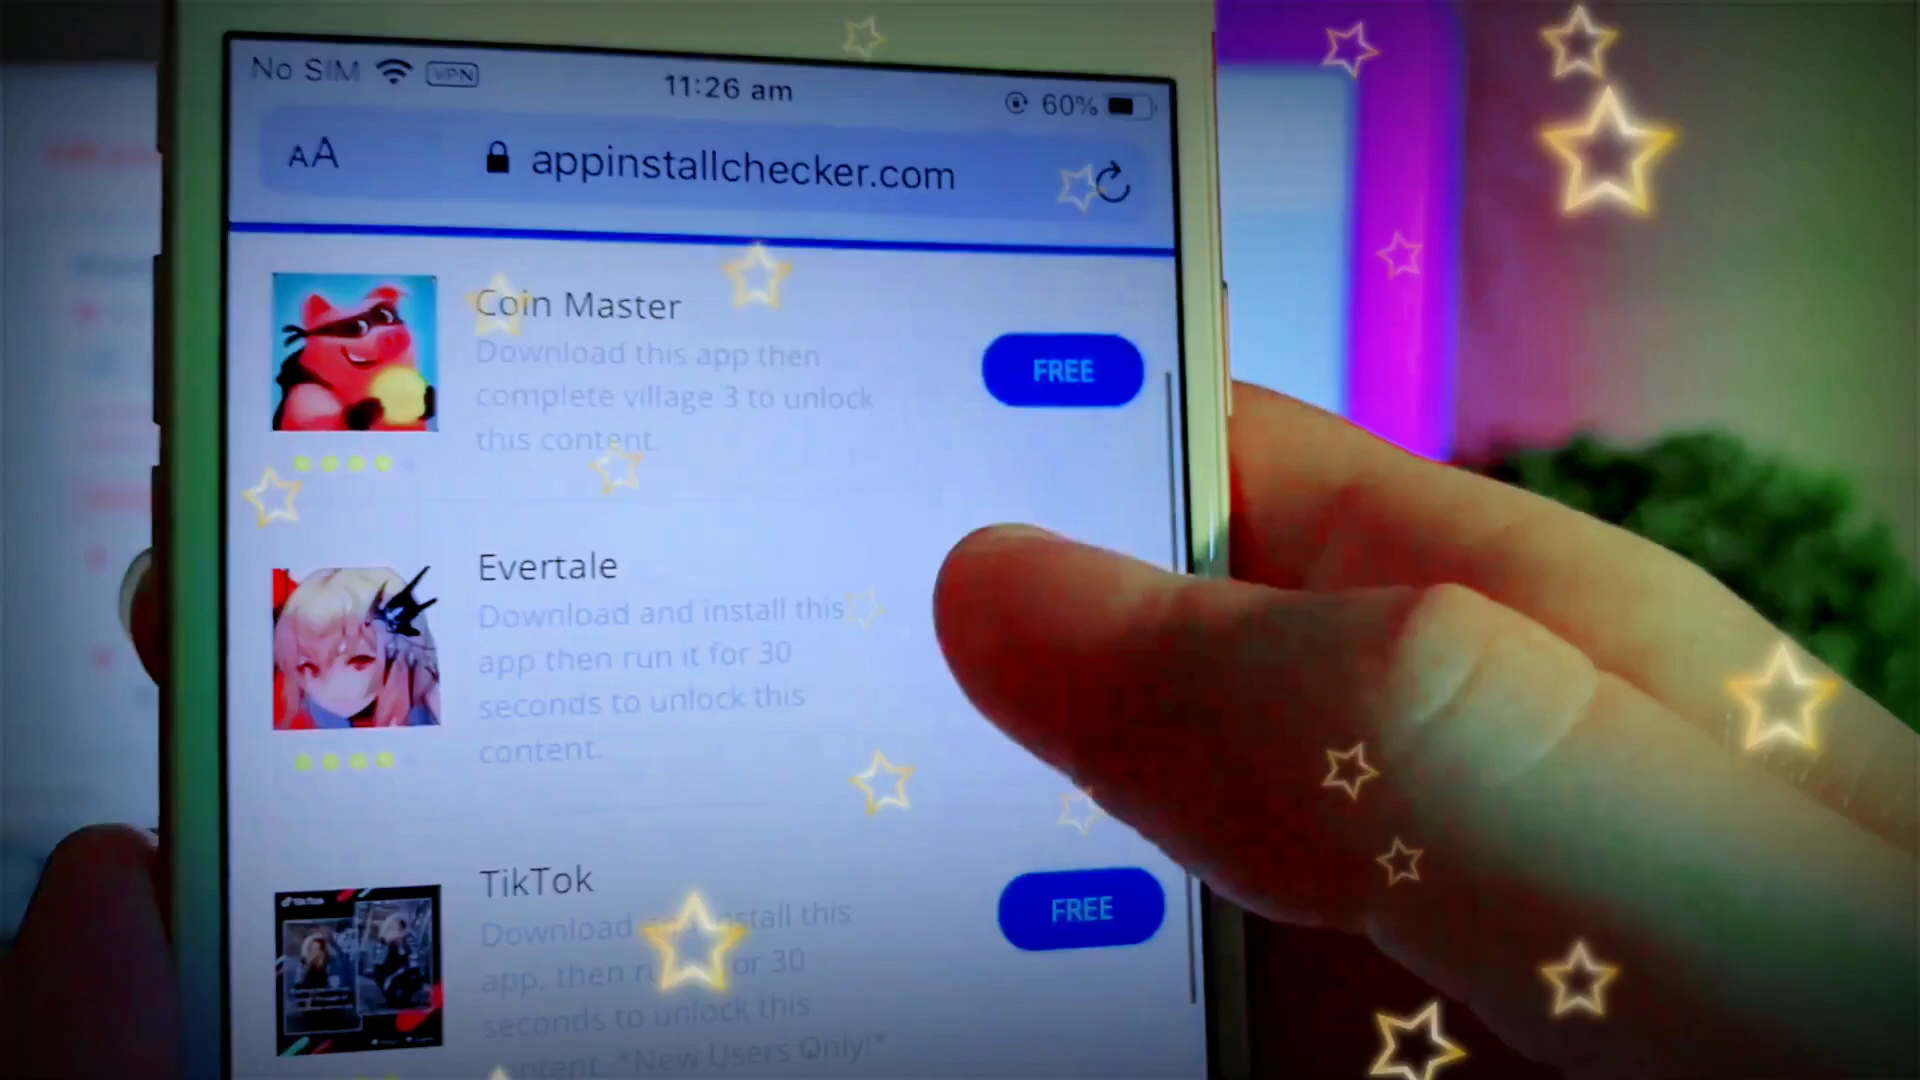 No SIM VPN 11:26 am 60%
AA appinstallchecker.com
Coin Master
Download this app then
complete village 3 to unlock
this content.
FREE
Evertale
Download and install this
app then run it for 30
seconds to unlock this
content.
TikTok
Download this
app, then for 30
seconds to unlock this
*New Users Only!*
FREE